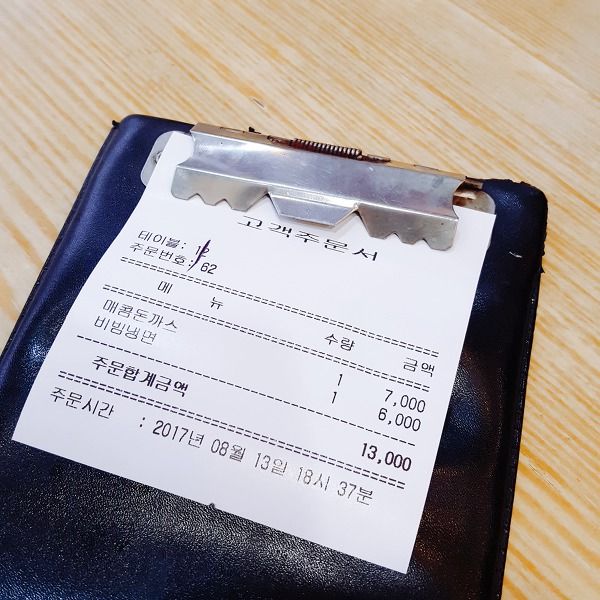 고객주문서
테이블: 12
주문번호: 62
메 뉴 수량 금액
매콤돈까스 1 7,000
비빔냉면 1 6,000
주문합계금액 13,000
주문시간 : 2017년 08월 13일 18시 37분